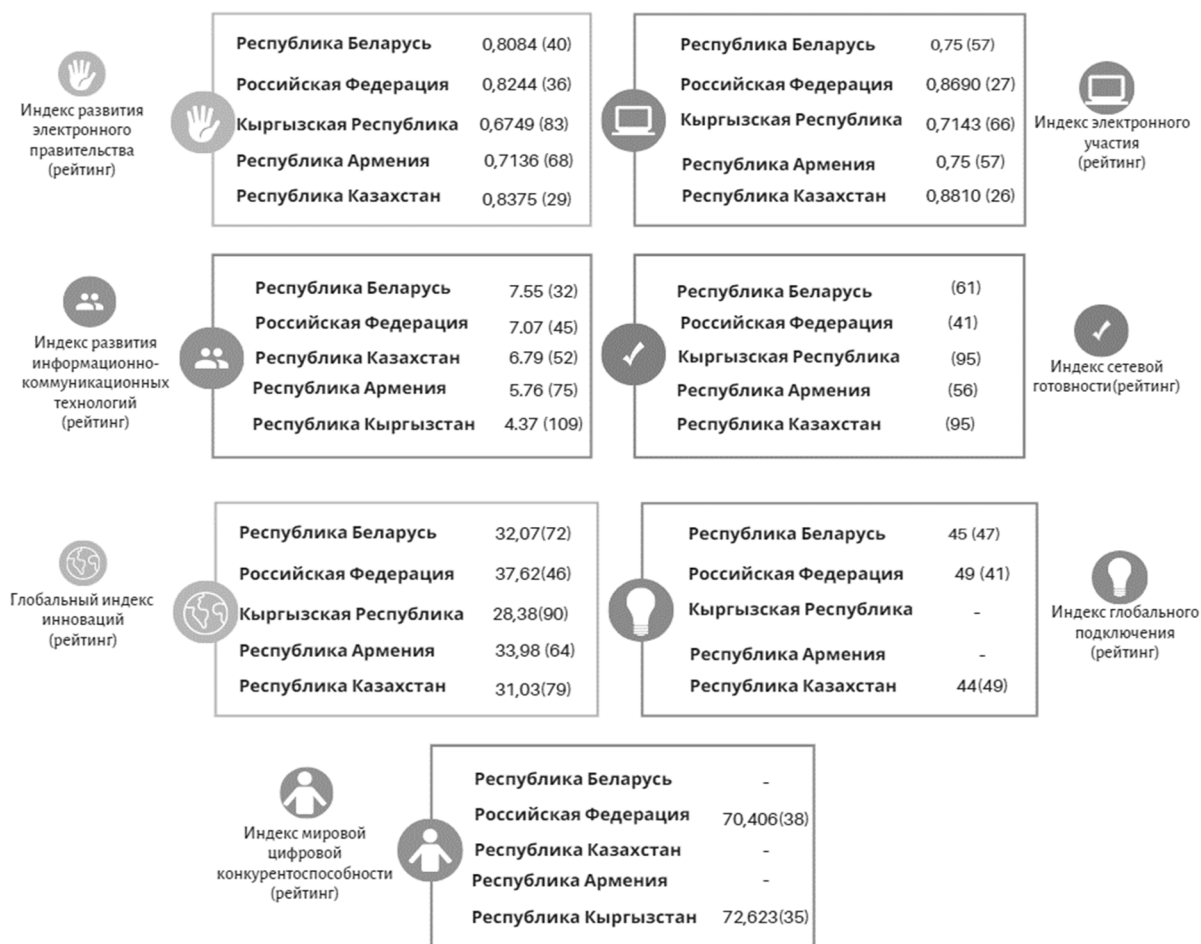 Индекс развития
электронного
правительства
(рейтинг)
Республика Беларусь 0,8084 (40)
Российская Федерация 0,8244 (36)
Кыргызская Республика 0,6749 (83)
Республика Армения 0,7136 (68)
Республика Казахстан 0,8375 (29)
Республика Беларусь 0,75 (57)
Российская Федерация 0,8690 (27)
Кыргызская Республика 0,7143 (66)
Республика Армения 0,75 (57)
Республика Казахстан 0,8810 (26)
Индекс электронного
участия
(рейтинг)
Индекс развития
информационно-
коммуникационных
технологий
(рейтинг)
Республика Беларусь 7.55 (32)
Российская Федерация 7.07 (45)
Республика Казахстан 6.79 (52)
Республика Армения 5.76 (75)
Республика Кыргызстан 4.37 (109)
Республика Беларусь (61)
Российская Федерация (41)
Кыргызская Республика (95)
Республика Армения (56)
Республика Казахстан (95)
Индекс сетевой
готовности(рейтинг)
Глобальный индекс
инноваций
(рейтинг)
Республика Беларусь 32,07(72)
Российская Федерация 37,62(46)
Кыргызская Республика 28,38(90)
Республика Армения 33,98 (64)
Республика Казахстан 31,03(79)
Республика Беларусь 45 (47)
Российская Федерация 49 (41)
Кыргызская Республика -
Республика Армения -
Республика Казахстан 44(49)
Индекс глобального
подключения
(рейтинг)
Индекс мировой
цифровой
конкурентоспособности
(рейтинг)
Республика Беларусь -
Российская Федерация 70,406(38)
Республика Казахстан -
Республика Армения -
Республика Кыргызстан 72,623(35)